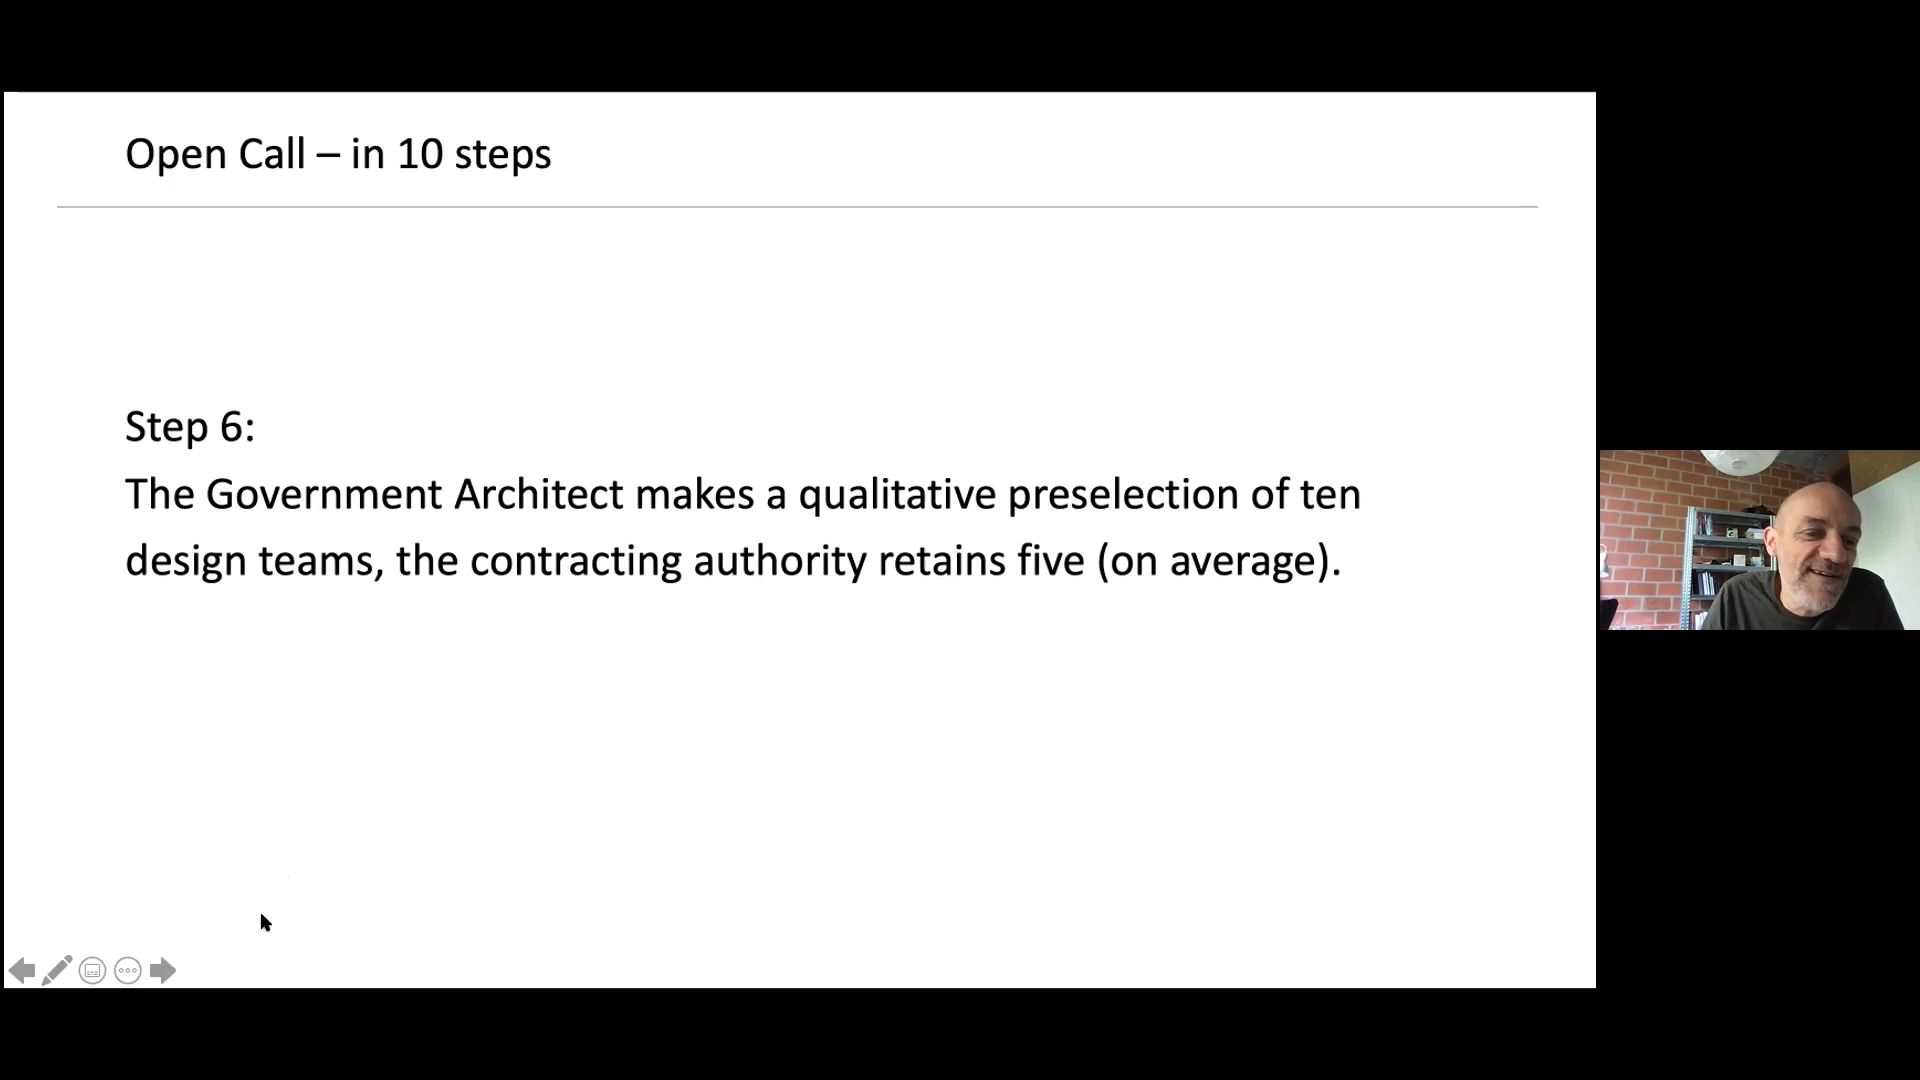 Open Call – in 10 steps
Step 6:
The Government Architect makes a qualitative preselection of ten
design teams, the contracting authority retains five (on average).